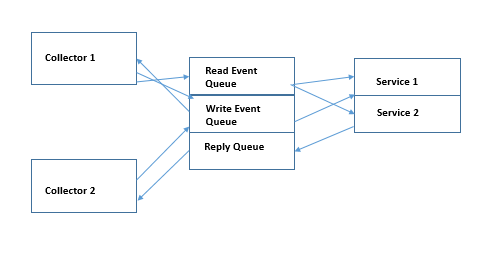 Collector 1
Read Event
Queue
Write Event
Queue
Reply Queue
Service 1
Service 2
Collector 2